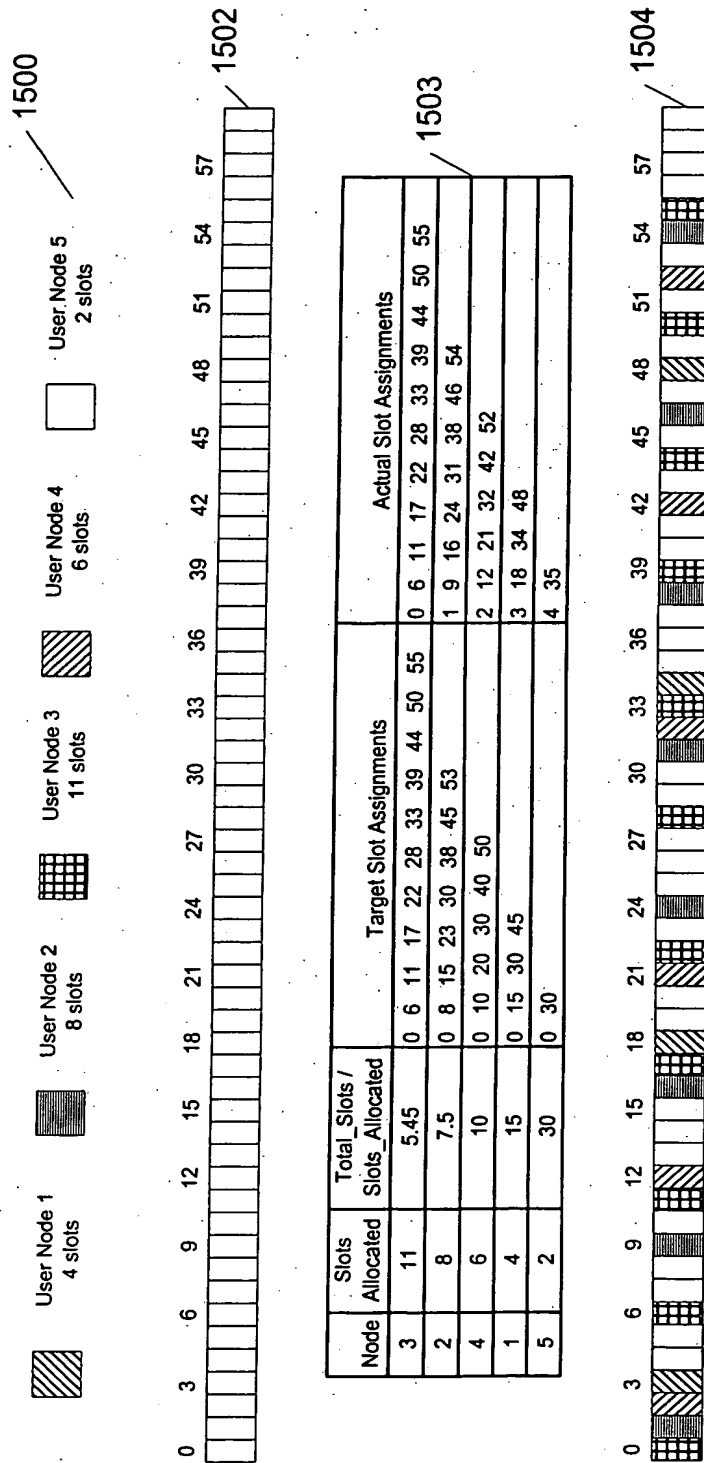 1500
User Node 1
4 slots
User Node 2
8 slots
User Node 3
11 slots
User Node 4
6 slots
User Node 5
2 slots
0 3 6 9 12 15 18 21 24 27 30 33 36 39 42 45 48 51 54 57
1502
1503
Node Slots Allocated Total_Slots / Slots_Allocated Target Slot Assignments Actual Slot Assignments
3 11 5.45 0 6 11 17 22 28 33 39 44 50 55 0 6 11 17 22 28 33 39 44 50 55
2 8 7.5 0 8 15 23 30 38 45 53 1 9 16 24 31 38 46 54
4 6 10 0 10 20 30 40 50 2 12 21 32 42 52
1 4 15 0 15 30 45 3 18 34 48
5 2 30 0 30 4 35
0 3 6 9 12 15 18 21 24 27 30 33 36 39 42 45 48 51 54 57
1504